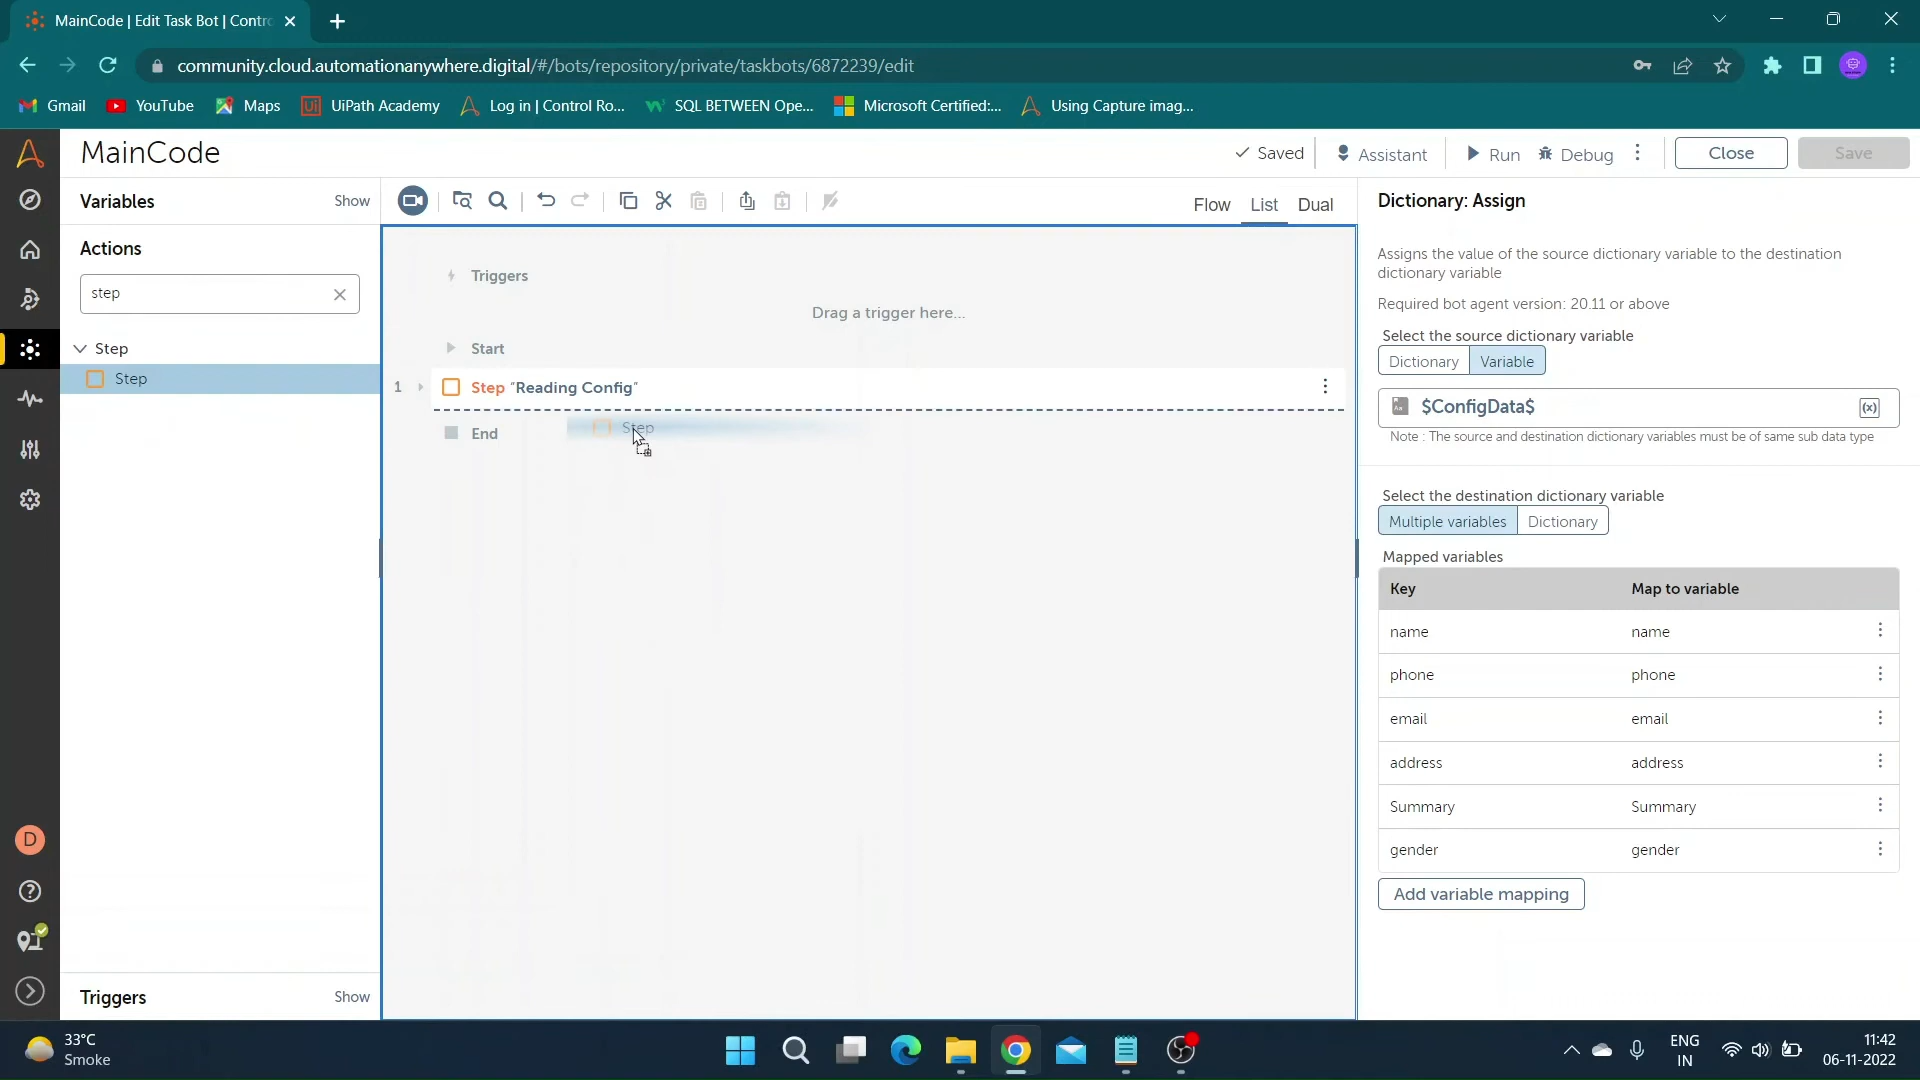 MainCode | Edit Task Bot | Contro
community.cloud.automationanywhere.digital/#/bots/repository/private/taskbots/6872239/edit
Gmail
YouTube
Maps
UiPath Academy
Log in | Control Ro...
SQL BETWEEN Ope...
Microsoft Certified:...
Using Capture imag...
MainCode
Saved
Assistant
Run
Debug
Close
Save
Variables
Show
Flow
List
Dual
Actions
step
Step
Step
Triggers
Drag a trigger here...
Start
1
Step "Reading Config"
Step
End
Triggers
Show
Dictionary: Assign
Assigns the value of the source dictionary variable to the destination
dictionary variable
Required bot agent version: 20.11 or above
Select the source dictionary variable
Dictionary
Variable
$ConfigData$
(x)
Note : The source and destination dictionary variables must be of same sub data type
Select the destination dictionary variable
Multiple variables
Dictionary
Mapped variables
Key
Map to variable
name
name
phone
phone
email
email
address
address
Summary
Summary
gender
gender
Add variable mapping
D
33°C
Smoke
ENG
IN
11:42
06-11-2022